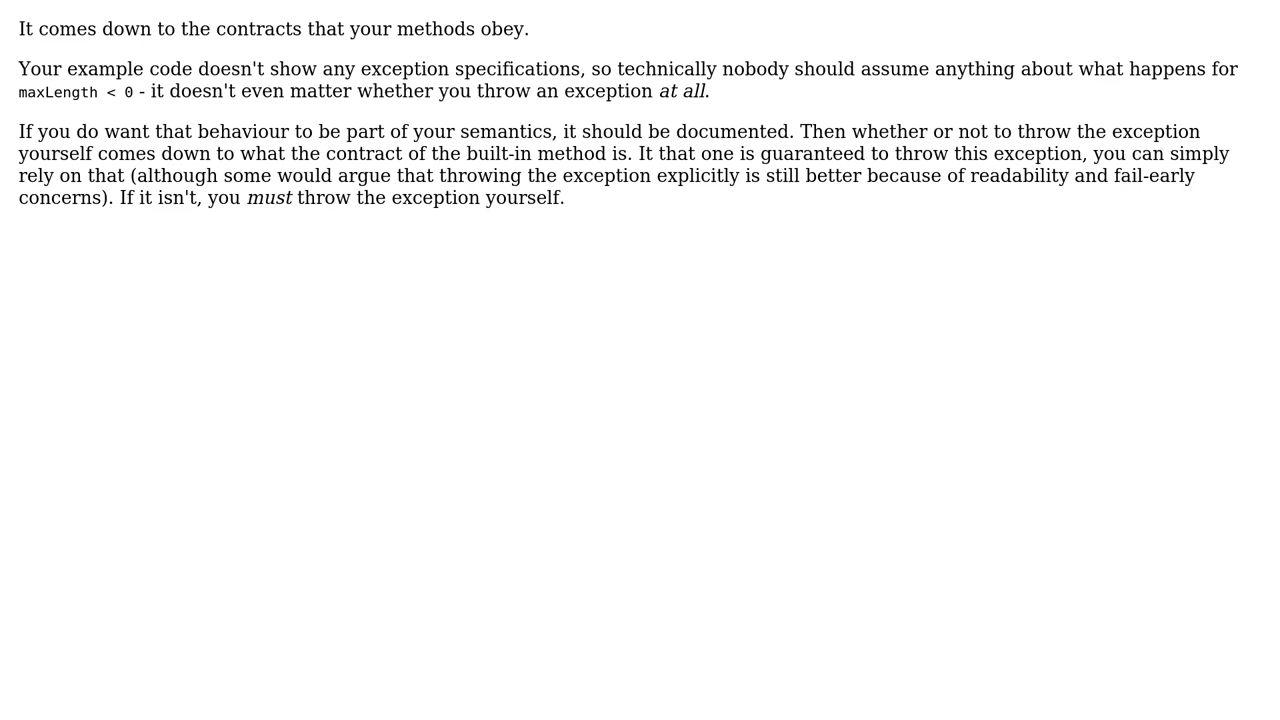 It comes down to the contracts that your methods obey.
Your example code doesn't show any exception specifications, so technically nobody should assume anything about what happens for
maxLength < 0 - it doesn't even matter whether you throw an exception at all.
If you do want that behaviour to be part of your semantics, it should be documented. Then whether or not to throw the exception
yourself comes down to what the contract of the built-in method is. It that one is guaranteed to throw this exception, you can simply
rely on that (although some would argue that throwing the exception explicitly is still better because of readability and fail-early
concerns). If it isn't, you must throw the exception yourself.